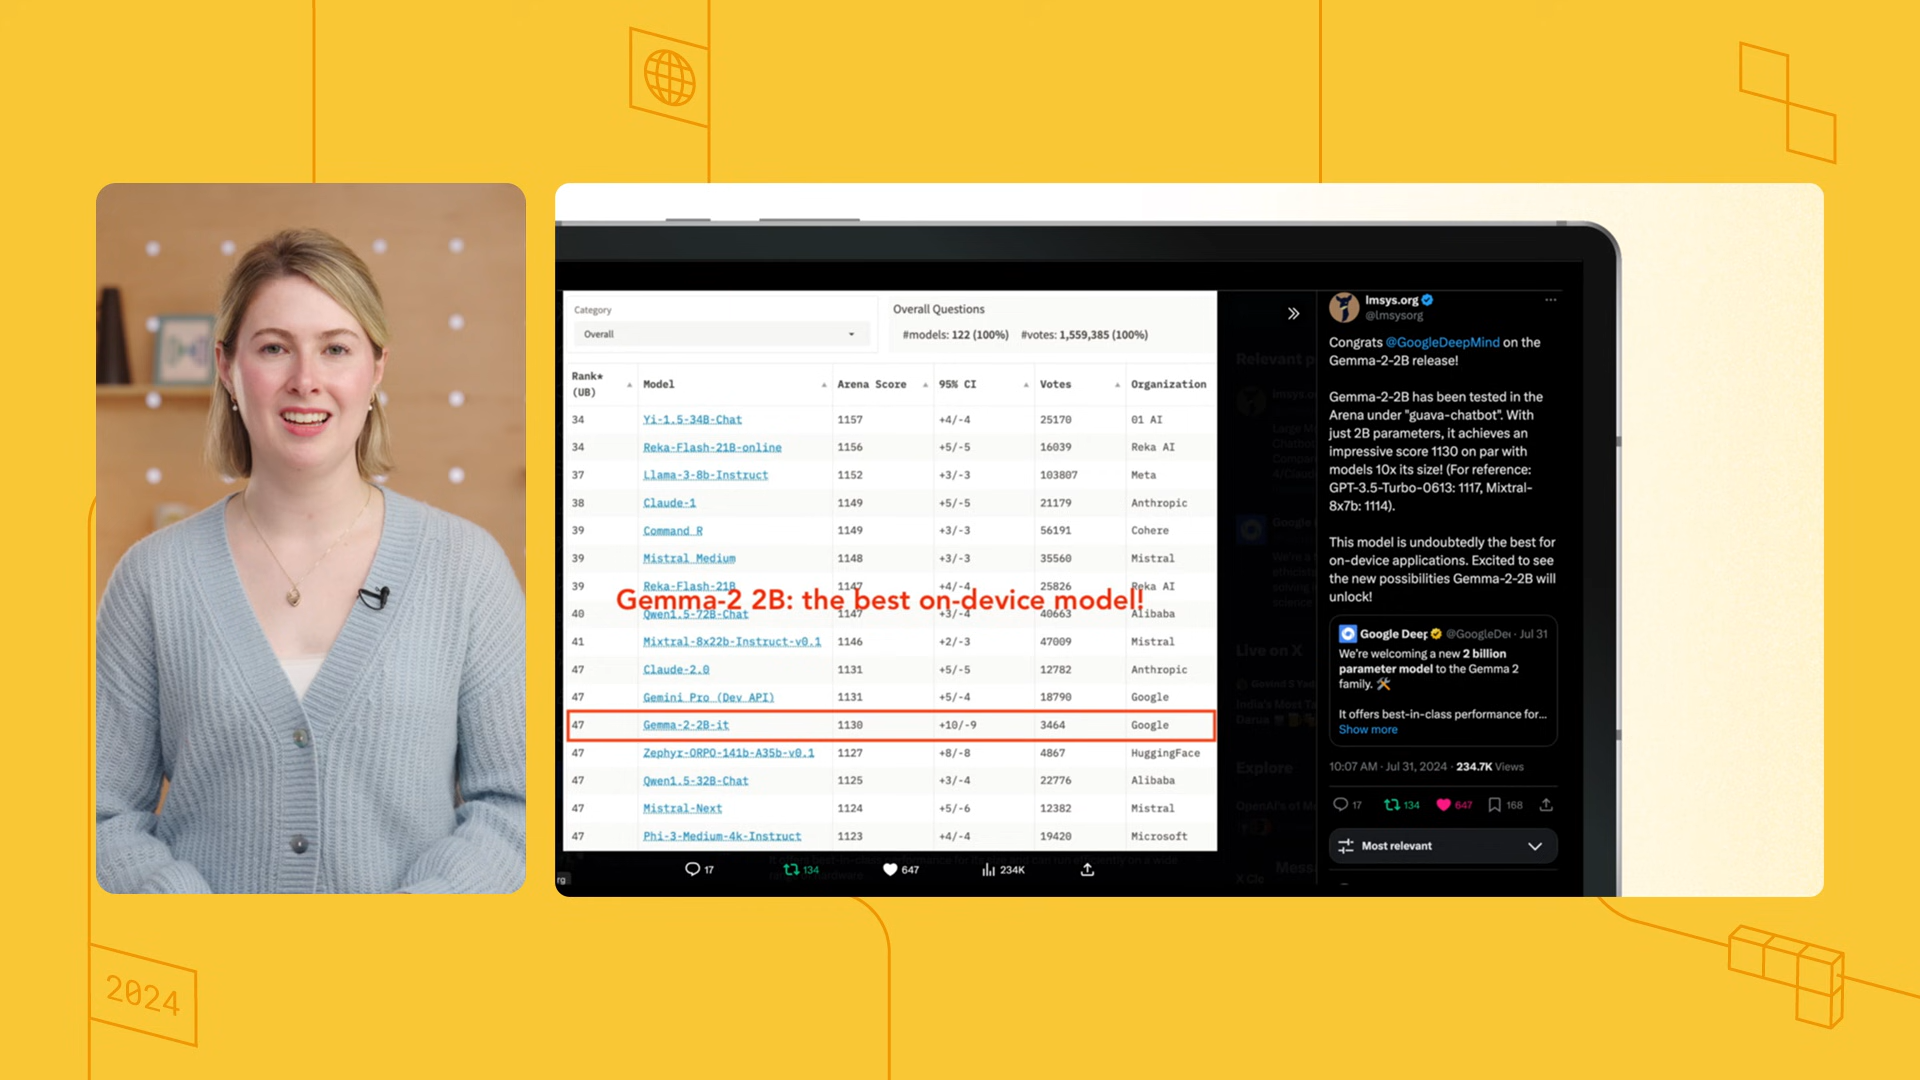 Category
Overall
Overall Questions
#models: 122 (100%) #votes: 1,559,385 (100%)
Rank* (UB) Model Arena Score 95% CI Votes Organization
34 Yi-1.5-34B-Chat 1157 +4/-4 25170 01 AI
34 Reka-Flash-21B-online 1156 +5/-5 16039 Reka AI
37 Llama-3-8b-Instruct 1152 +3/-3 103807 Meta
38 Claude-1 1149 +5/-5 21179 Anthropic
39 Command R 1149 +3/-3 56191 Cohere
39 Mistral Medium 1148 +3/-3 35560 Mistral
39 Reka-Flash-21B 1147 +4/-4 25826 Reka AI
Gemma-2 2B: the best on-device model!
40 Qwen1.5-72B-Chat 1147 +3/-4 40663 Alibaba
41 Mixtral-8x22b-Instruct-v0.1 1146 +2/-3 47009 Mistral
47 Claude-2.0 1131 +5/-5 12782 Anthropic
47 Gemini Pro (Dev API) 1131 +5/-4 18790 Google
47 Gemma-2-2B-it 1130 +10/-9 3464 Google
47 Zephyr-ORPO-141b-A35b-v0.1 1127 +8/-8 4867 HuggingFace
47 Qwen1.5-32B-Chat 1125 +3/-4 22776 Alibaba
47 Mistral-Next 1124 +5/-6 12382 Mistral
47 Phi-3-Medium-4k-Instruct 1123 +4/-4 19420 Microsoft
17 134 647 234K
rg
Live on X
Explore
lmsys.org
@lmsysorg
Congrats @GoogleDeepMind on the
Gemma-2-2B release!
Gemma-2-2B has been tested in the
Arena under "guava-chatbot". With
just 2B parameters, it achieves an
impressive score 1130 on par with
models 10x its size! (For reference:
GPT-3.5-Turbo-0613: 1117, Mixtral-
8x7b: 1114).
This model is undoubtedly the best for
on-device applications. Excited to see
the new possibilities Gemma-2-2B will
unlock!
Google Deep @GoogleDe · Jul 31
We're welcoming a new 2 billion
parameter model to the Gemma 2
family.
It offers best-in-class performance for...
Show more
10:07 AM · Jul 31, 2024 · 234.7K Views
17 134 647 168
Most relevant
2024